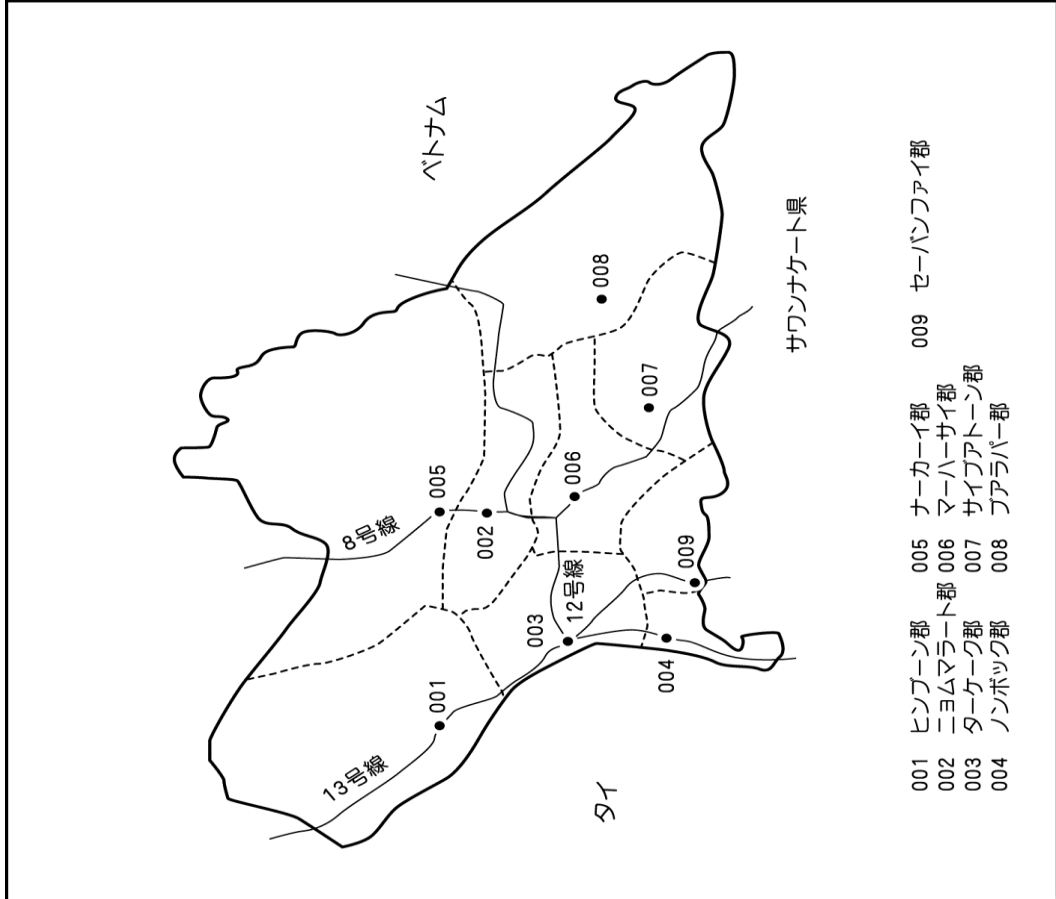 ベトナム
8号線
005
002
008
13号線
001
003
12号線
006
007
004
009
タイ
サワンナケート県
001 ヒンブーン郡
002 ニョムマラート郡
003 ターケーク郡
004 ノンボック郡
005 ナーカーイ郡
006 マーハーサイ郡
007 サイブアトーン郡
008 ブアラパー郡
009 セーバンファイ郡